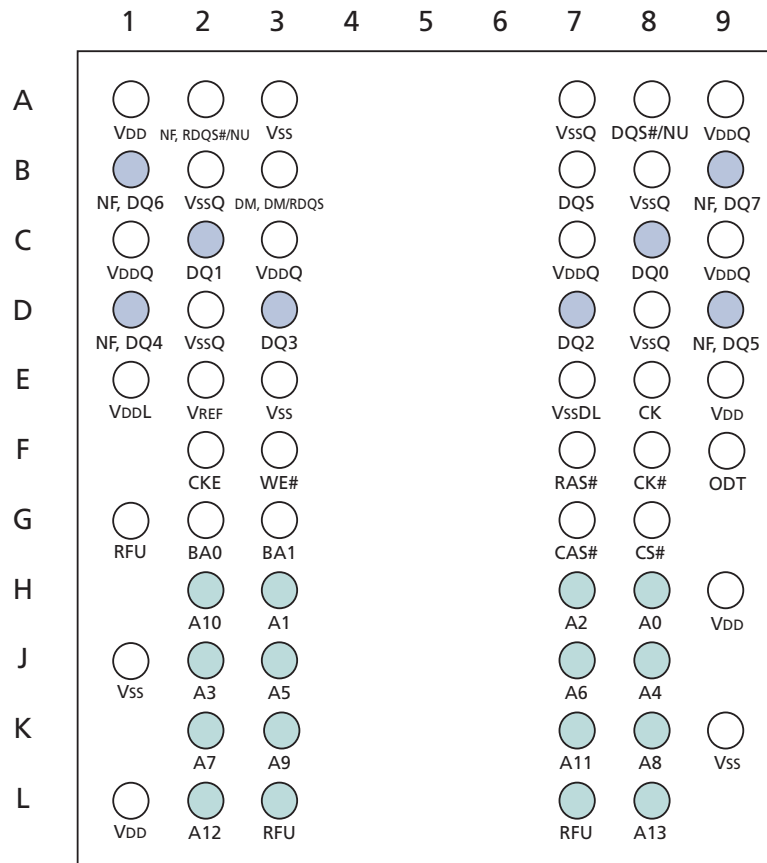 1 2 3 4 5 6 7 8 9
A
VDD NF, RDQS#/NU VSS VSSQ DQS#/NU VDDQ
B
NF, DQ6 VSSQ DM, DM/RDQS DQS VSSQ NF, DQ7
C
VDDQ DQ1 VDDQ VDDQ DQ0 VDDQ
D
NF, DQ4 VSSQ DQ3 DQ2 VSSQ NF, DQ5
E
VDDL VREF VSS VSSDL CK VDD
F
CKE WE# RAS# CK# ODT
G
RFU BA0 BA1 CAS# CS#
H
A10 A1 A2 A0 VDD
J
VSS A3 A5 A6 A4
K
A7 A9 A11 A8 VSS
L
VDD A12 RFU RFU A13